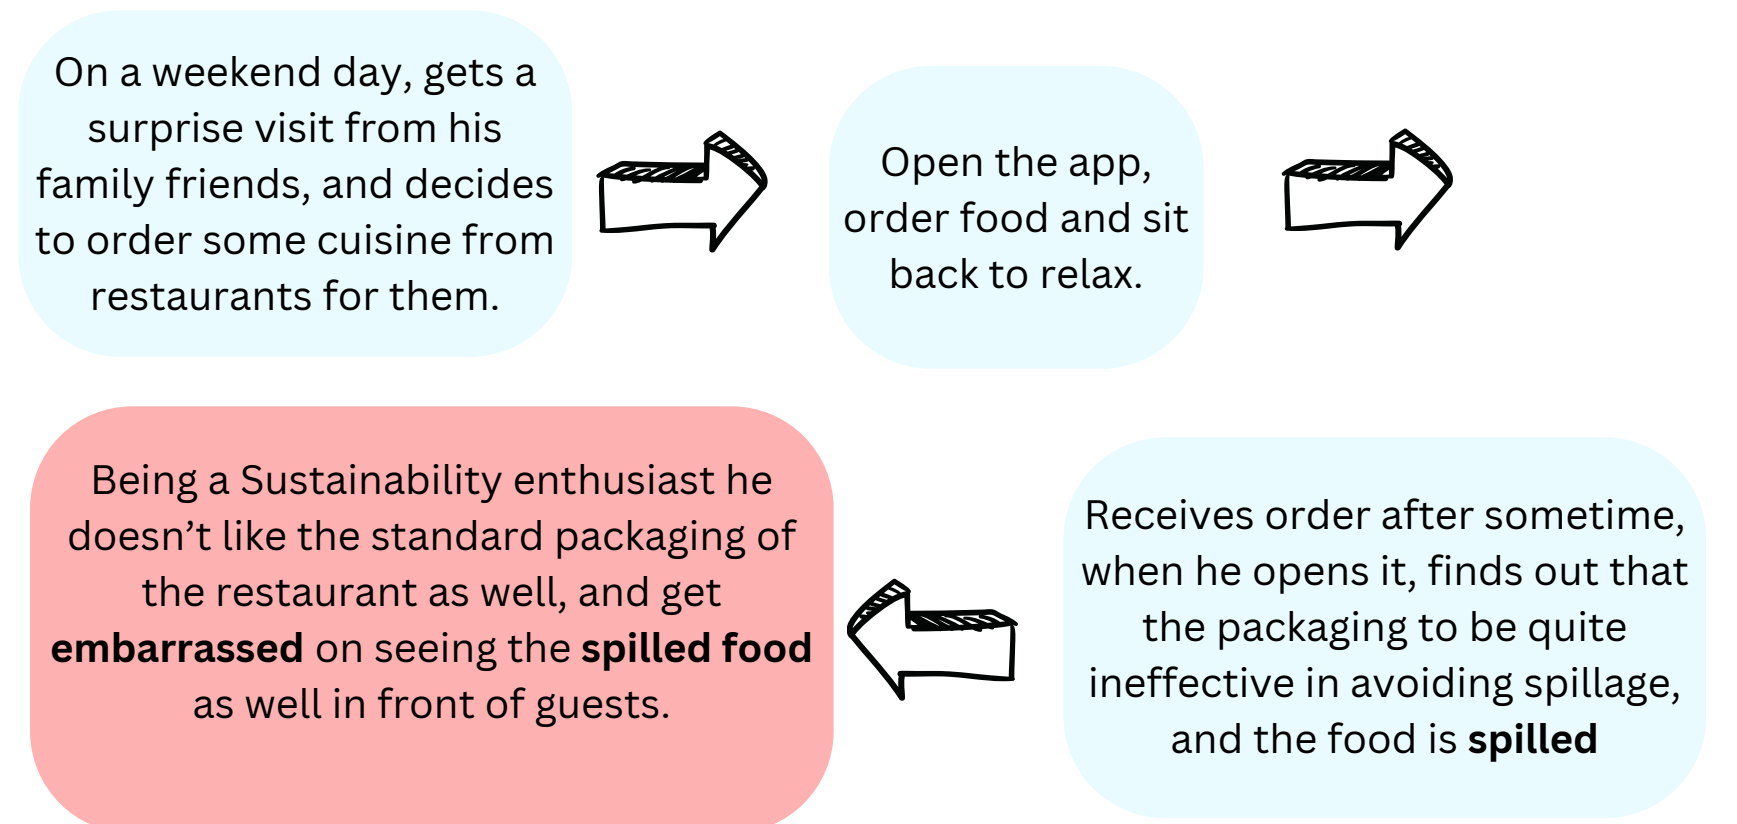 On a weekend day, gets a
surprise visit from his
family friends, and decides
to order some cuisine from
restaurants for them.
Open the app,
order food and sit
back to relax.
Receives order after sometime,
when he opens it, finds out that
the packaging to be quite
ineffective in avoiding spillage,
and the food is spilled
Being a Sustainability enthusiast he
doesn’t like the standard packaging of
the restaurant as well, and get
embarrassed on seeing the spilled food
as well in front of guests.